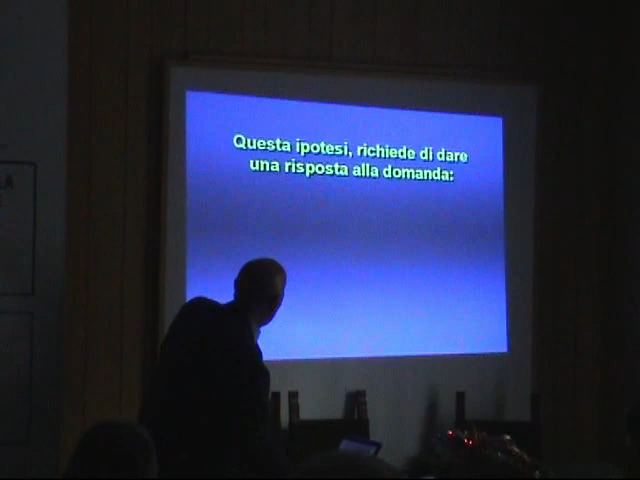 Questa ipotesi, richiede di dare
una risposta alla domanda: